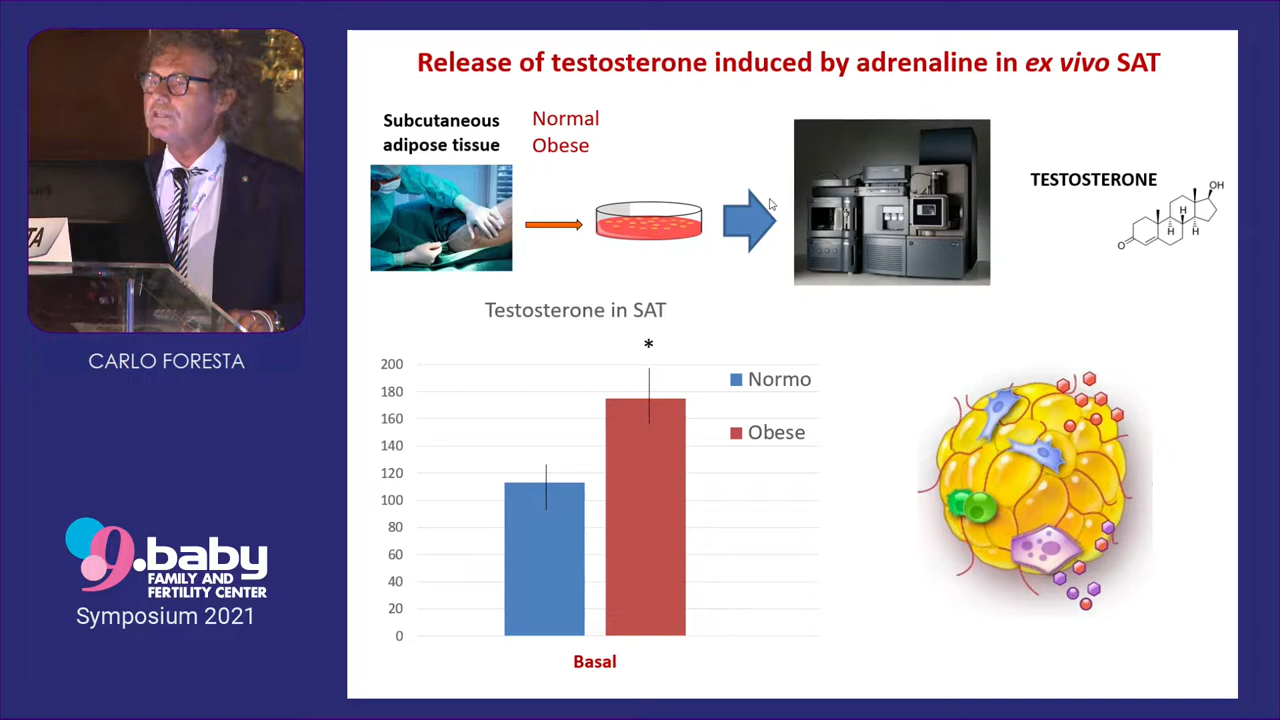 Release of testosterone induced by adrenaline in ex vivo SAT
Subcutaneous
adipose tissue
Normal
Obese
TESTOSTERONE
OH
H
H
H
O
Testosterone in SAT
*
200
180
160
140
120
100
80
60
40
20
0
Normo
Obese
Basal
TA
CARLO FORESTA
9.baby
FAMILY AND
FERTILITY CENTER
Symposium 2021